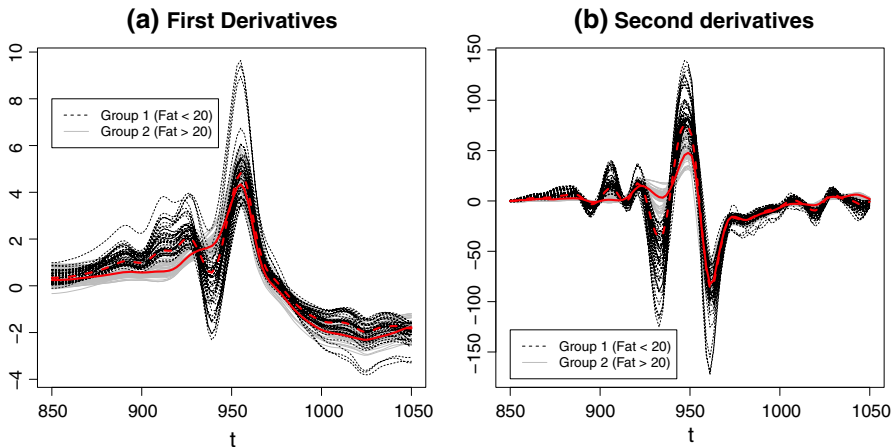 (a) First Derivatives
10
8
6
4
2
0
−2
−4
Group 1 (Fat < 20)
Group 2 (Fat > 20)
850 900 950 1000 1050
t
(b) Second derivatives
150
100
50
0
−50
−100
−150
Group 1 (Fat < 20)
Group 2 (Fat > 20)
850 900 950 1000 1050
t